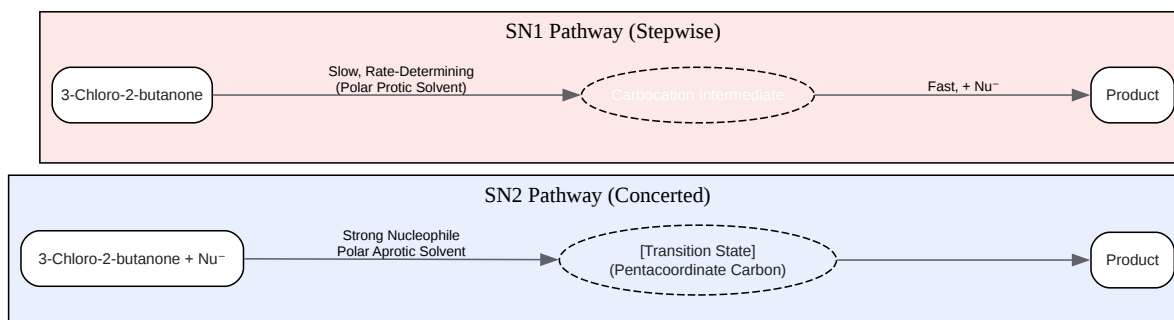 SN1 Pathway (Stepwise)
3-Chloro-2-butanone
Slow, Rate-Determining
(Polar Protic Solvent)
Carbocation Intermediate
Fast, + Nu⁻
Product
SN2 Pathway (Concerted)
3-Chloro-2-butanone + Nu⁻
Strong Nucleophile
Polar Aprotic Solvent
[Transition State]
(Pentacoordinate Carbon)
Product